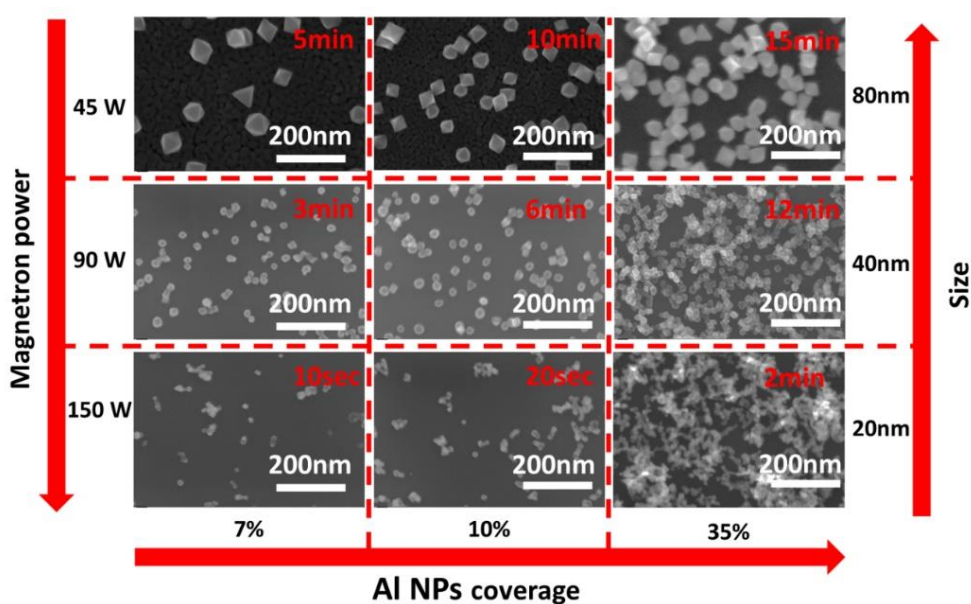 5min
10min
15min
45 W
200nm
200nm
200nm
80nm
3min
6min
12min
90 W
200nm
200nm
200nm
40nm
10sec
20sec
2min
150 W
200nm
200nm
200nm
20nm
Magnetron power
Size
7%
10%
35%
Al NPs coverage